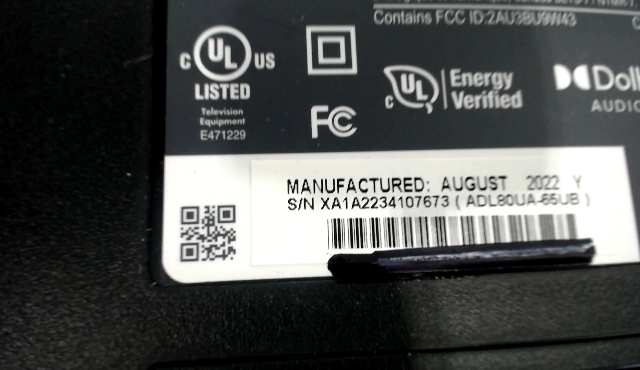 Contains FCC ID:2AU3BU9W43
C UL US
LISTED
Television
Equipment
E471229
FC
C UL
Energy
Verified
AUDIO
MANUFACTURED: AUGUST 2022 Y
S/N XA1A2234107673 ( ADL80UA-65UB )